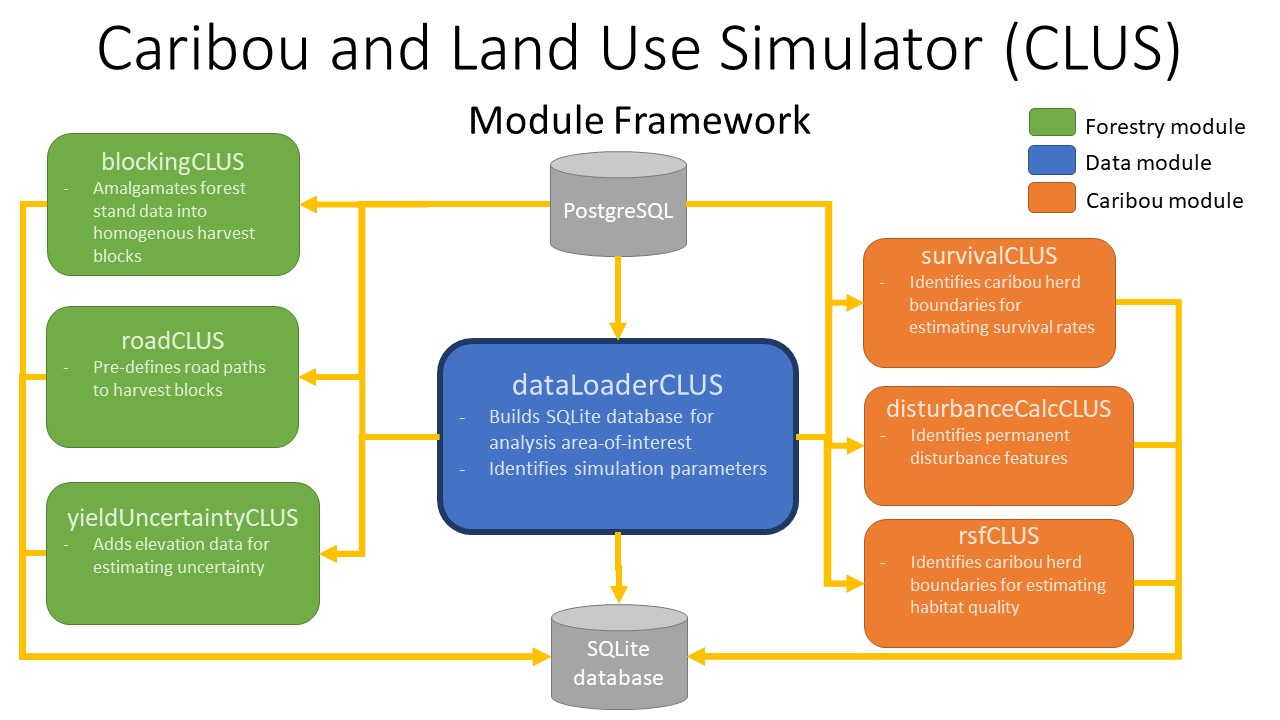 Caribou and Land Use Simulator (CLUS)
Module Framework
Forestry module
Data module
Caribou module
blockingCLUS
- Amalgamates forest
stand data into
homogenous harvest
blocks
PostgreSQL
survivalCLUS
- Identifies caribou herd
boundaries for
estimating survival rates
roadCLUS
- Pre-defines road paths
to harvest blocks
dataLoaderCLUS
- Builds SQLite database for
analysis area-of-interest
- Identifies simulation parameters
disturbanceCalcCLUS
- Identifies permanent
disturbance features
yieldUncertaintyCLUS
- Adds elevation data for
estimating uncertainty
rsfCLUS
- Identifies caribou herd
boundaries for estimating
habitat quality
SQLite
database